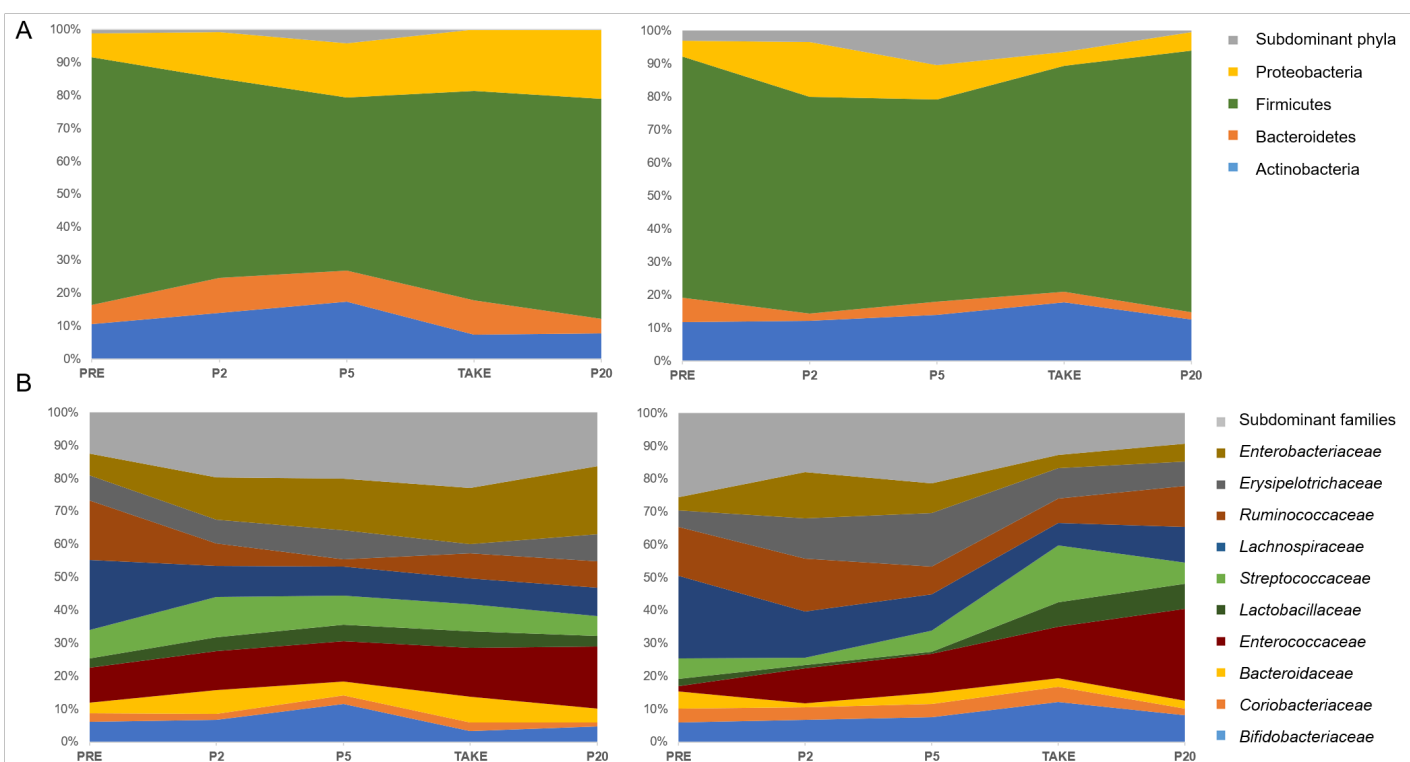 A
100%
90%
80%
70%
60%
50%
40%
30%
20%
10%
0%
PRE P2 P5 TAKE P20
100%
90%
80%
70%
60%
50%
40%
30%
20%
10%
0%
PRE P2 P5 TAKE P20
Subdominant phyla
Proteobacteria
Firmicutes
Bacteroidetes
Actinobacteria
B
100%
90%
80%
70%
60%
50%
40%
30%
20%
10%
0%
PRE P2 P5 TAKE P20
100%
90%
80%
70%
60%
50%
40%
30%
20%
10%
0%
PRE P2 P5 TAKE P20
Subdominant families
Enterobacteriaceae
Erysipelotrichaceae
Ruminococcaceae
Lachnospiraceae
Streptococcaceae
Lactobacillaceae
Enterococcaceae
Bacteroidaceae
Coriobacteriaceae
Bifidobacteriaceae